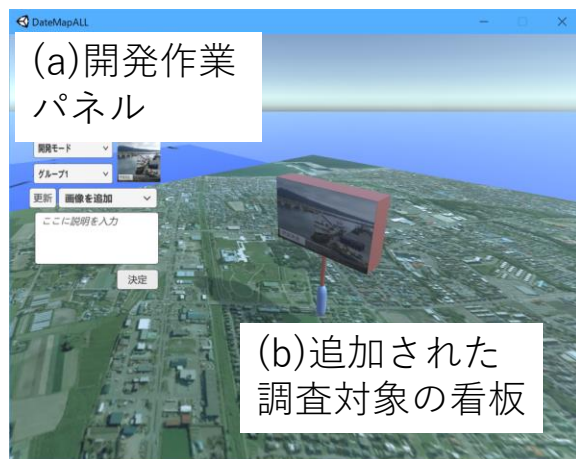 DateMapALL
(a)開発作業
パネル
開発モード
グループ1
更新
画像を追加
ここに説明を入力
決定
(b)追加された
調査対象の看板